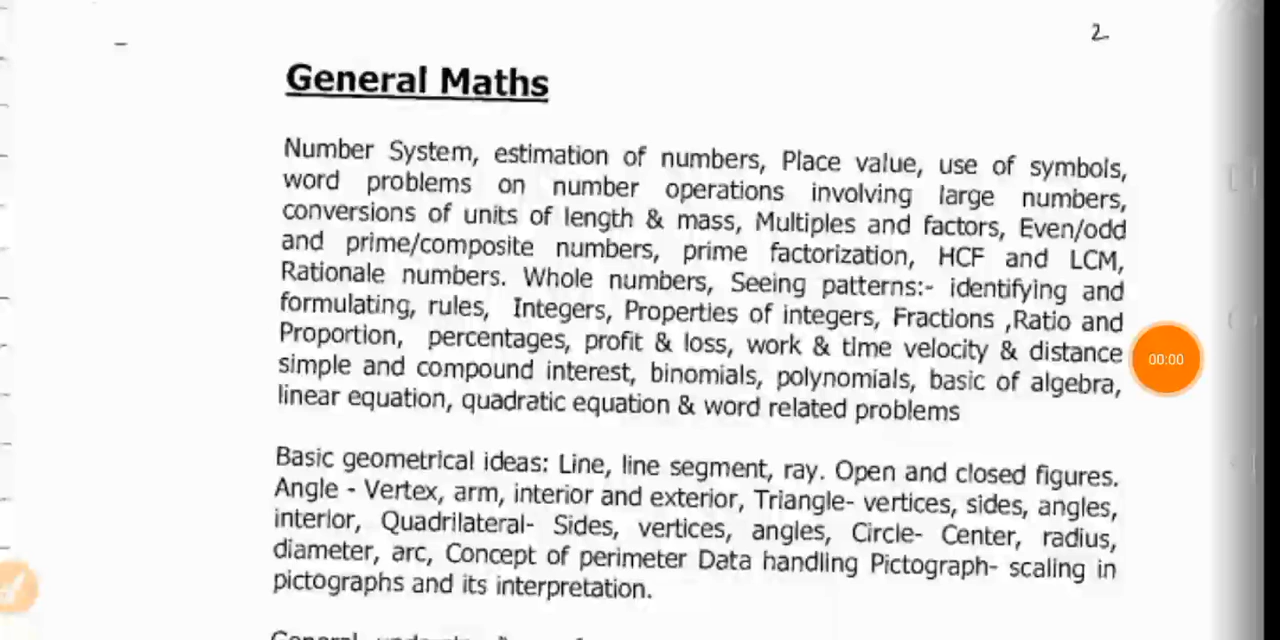 2
General Maths
Number System, estimation of numbers, Place value, use of symbols,
word problems on number operations involving large numbers,
conversions of units of length & mass, Multiples and factors, Even/odd
and prime/composite numbers, prime factorization, HCF and LCM,
Rationale numbers. Whole numbers, Seeing patterns:- identifying and
formulating, rules, Integers, Properties of integers, Fractions ,Ratio and
Proportion, percentages, profit & loss, work & time velocity & distance
00:00
simple and compound interest, binomials, polynomials, basic of algebra,
linear equation, quadratic equation & word related problems
Basic geometrical ideas: Line, line segment, ray. Open and closed figures.
Angle - Vertex, arm, interior and exterior, Triangle- vertices, sides, angles,
interior, Quadrilateral- Sides, vertices, angles, Circle- Center, radius,
diameter, arc, Concept of perimeter Data handling Pictograph- scaling in
pictographs and its interpretation.
General